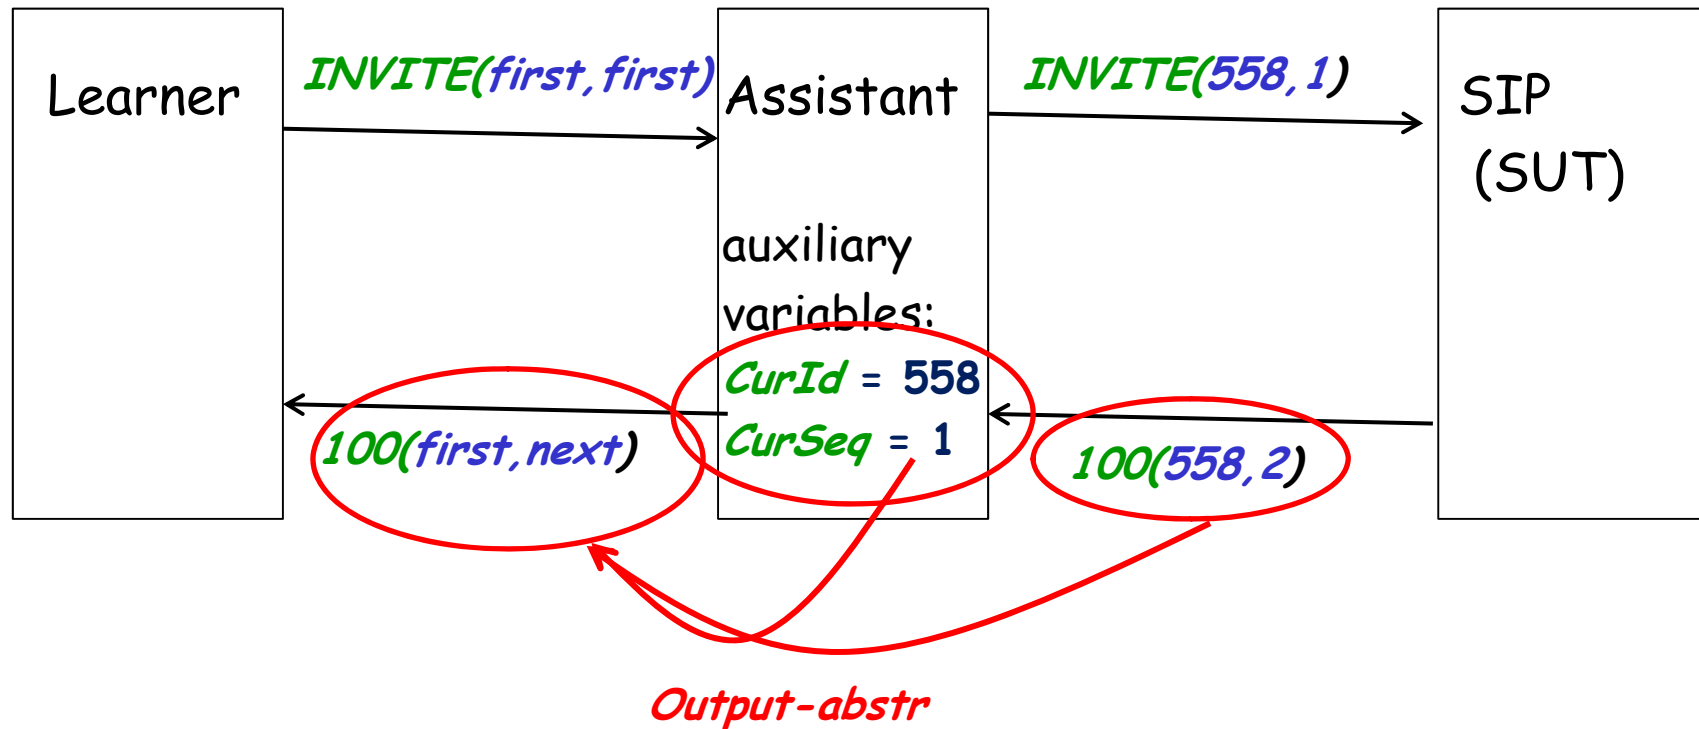 Learner
INVITE(first,first)
Assistant
INVITE(558,1)
SIP
(SUT)
auxiliary
variables:
CurId = 558
CurSeq = 1
100(first,next)
100(558,2)
Output-abstr